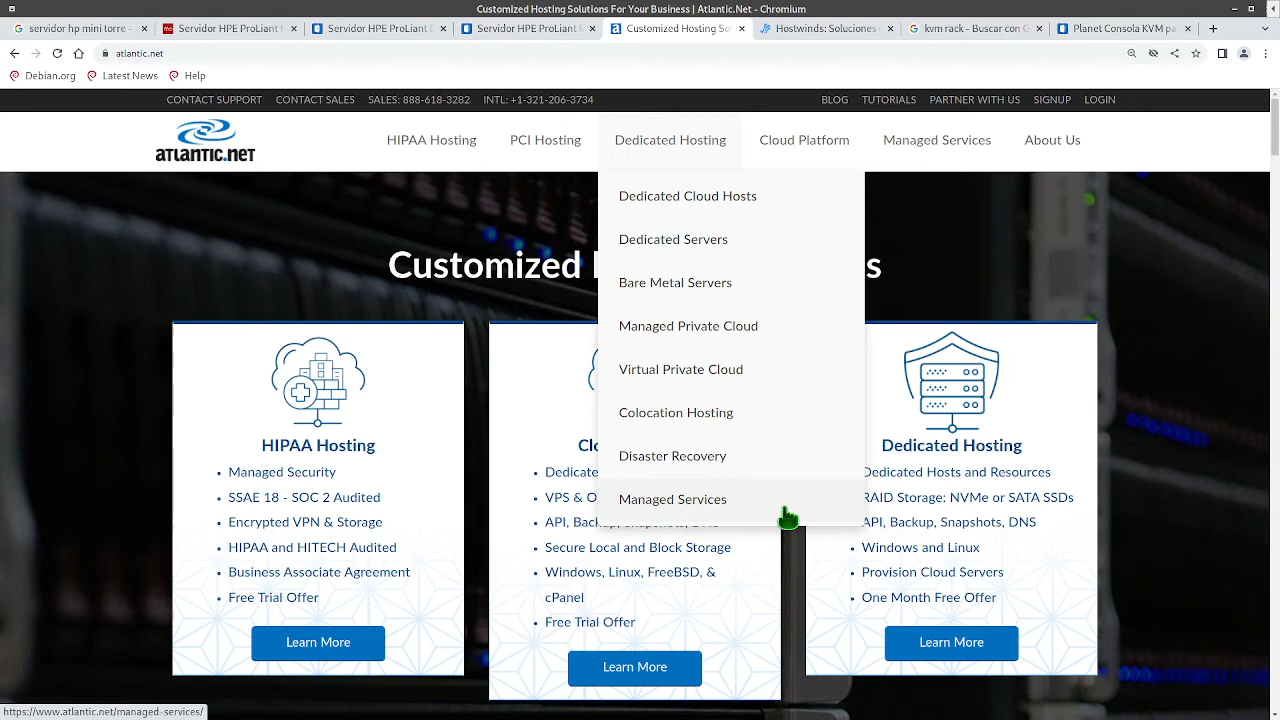 Customized Hosting Solutions For Your Business | Atlantic.Net - Chromium
servidor hp mini torre -
Servidor HPE ProLiant M
Servidor HPE ProLiant D
Servidor HPE ProLiant M
Customized Hosting So
Hostwinds: Soluciones d
kvm rack - Buscar con G
Planet Consola KVM pa
atlantic.net
Debian.org
Latest News
Help
CONTACT SUPPORT
CONTACT SALES
SALES: 888-618-3282
INTL: +1-321-206-3734
BLOG
TUTORIALS
PARTNER WITH US
SIGNUP
LOGIN
ATLANTIC.NET
HIPAA Hosting
PCI Hosting
Dedicated Hosting
Cloud Platform
Managed Services
About Us
Dedicated Cloud Hosts
Dedicated Servers
Bare Metal Servers
Managed Private Cloud
Virtual Private Cloud
Colocation Hosting
Disaster Recovery
Managed Services
Customized
HIPAA Hosting
• Managed Security
• SSAE 18 - SOC 2 Audited
• Encrypted VPN & Storage
• HIPAA and HITECH Audited
• Business Associate Agreement
• Free Trial Offer
Learn More
• Dedicate
• VPS & O
• API, Backup, Snapshots, DNS
• Secure Local and Block Storage
• Windows, Linux, FreeBSD, &
cPanel
• Free Trial Offer
Learn More
Dedicated Hosting
Dedicated Hosts and Resources
RAID Storage: NVMe or SATA SSDs
API, Backup, Snapshots, DNS
• Windows and Linux
• Provision Cloud Servers
• One Month Free Offer
Learn More
https://www.atlantic.net/managed-services/